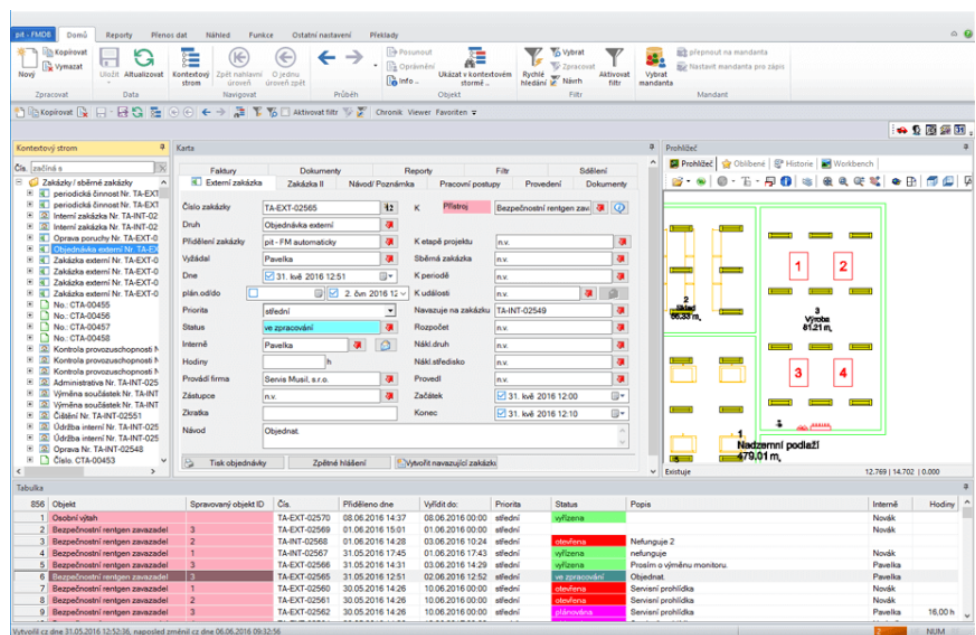 pit - FMDB Domů Reporty Přenos dat Náhled Funkce Ostatní nastavení Překlady
Nový
Kopírovat
Vymazat
Zpracovat
Uložit Aktualizovat
Data
Kontextový strom
Zpět nahlavní úroveň
O jednu úroveň zpět
Navigovat
Průběh
Posunout
Oprávnění
Info ...
Ukázat v kontextovém stormě ...
Objekt
Rychlé hledání
Vybrat
Zpracovat
Návrh
Aktivovat filtr
Filtr
Vybrat mandanta
přepnout na mandanta
Nastavit mandanta pro zápis
Mandant
Kopírovat Aktivovat filtr Chronik Viewer Favoriten
Kontextový strom
Čís. začíná s
Zakázky / sběrné zakázky
periodická činnost Nr. TA-EXT
periodická činnost Nr. TA-EXT
Interní zakázka Nr. TA-INT-02
Oprava poruchy Nr. TA-EXT-0
Objednávka externí Nr. TA-EX
Zakázka externí Nr. TA-EXT-0
Zakázka externí Nr. TA-EXT-0
Zakázka externí Nr. TA-EXT-0
Zakázka externí Nr. TA-EXT-0
No.: CTA-00455
No.: CTA-00456
No.: CTA-00457
No.: CTA-00458
Kontrola provozuschopnosti N
Kontrola provozuschopnosti N
Kontrola provozuschopnosti N
Administrativa Nr. TA-INT-025
Výměna součástek Nr. TA-INT
Výměna součástek Nr. TA-INT
Čištění Nr. TA-INT-02551
Údržba interní Nr. TA-INT-025
Údržba interní Nr. TA-INT-025
Oprava Nr. TA-INT-02548
Číslo. CTA-00453
Karta
Faktury Dokumenty Reporty Filtr Sdělení
Externí zakázka Zakázka II Návod/ Poznámka Pracovní postupy Provedení Dokumenty
Číslo zakázky TA-EXT-02565 K Přístroj Bezpečnostní rentgen zav
Druh Objednávka externí
Přidělení zakázky pit - FM automaticky K etapě projektu n.v.
Vyžádal Pavelka Sběrná zakázka n.v.
Dne 31. kvě 2016 12:51 K periodě n.v.
plán.od/do 2. čvn 2016 12 K události n.v.
Priorita střední Navazuje na zakázku TA-INT-02549
Status ve zpracování Rozpočet n.v.
Interně Pavelka Nákl.druh n.v.
Hodiny h Nákl.středisko n.v.
Provádí firma Servis Musil, s.r.o. Provedl n.v.
Zástupce n.v. Začátek 31. kvě 2016 12:00
Zkratka Konec 31. kvě 2016 12:10
Návod Objednat.
Tisk objednávky Zpětné hlášení Vytvořit navazující zakázku
Prohlížeč
Prohlížeč Oblíbené Historie Workbench
1 2
2
Sklad
3
Výroba
81.21 m,
3 4
5
1
Nadzemní podlaží
479.01 m,
Existuje 12.769 | 14.702 | 0.000
Tabulka
856 Objekt Spravovaný objekt ID Čís. Přiděleno dne Vyřídit do: Priorita Status Popis Interně Hodiny
1 Osobní výtah TA-EXT-02570 08.06.2016 14:37 08.06.2016 00:00 střední vyřízena Novák
2 Bezpečnostní rentgen zavazadel 3 TA-EXT-02569 01.06.2016 15:01 01.06.2016 00:00 střední Novák
3 Bezpečnostní rentgen zavazadel 2 TA-INT-02568 01.06.2016 14:28 03.06.2016 10:24 střední otevřena Nefunguje 2
4 Bezpečnostní rentgen zavazadel 1 TA-INT-02567 31.05.2016 17:45 01.06.2016 17:43 střední vyřízena nefunguje Novák
5 Bezpečnostní rentgen zavazadel 3 TA-EXT-02566 31.05.2016 14:31 03.06.2016 14:29 střední vyřízena Prosím o výměnu monitoru. Pavelka
6 Bezpečnostní rentgen zavazadel 3 TA-EXT-02565 31.05.2016 12:51 02.06.2016 12:52 střední ve zpracování Objednat. Pavelka
7 Bezpečnostní rentgen zavazadel 1 TA-EXT-02560 30.05.2016 14:26 10.06.2016 00:00 střední otevřena Servisní prohlídka Novák
8 Bezpečnostní rentgen zavazadel 2 TA-EXT-02561 30.05.2016 14:26 10.06.2016 00:00 střední otevřena Servisní prohlídka Novák
9 Bezpečnostní rentgen zavazadel 3 TA-EXT-02562 30.05.2016 14:26 10.06.2016 00:00 střední plánována Servisní prohlídka Pavelka 16,00 h
Vytvořil cz dne 31.05.2016 12:52:36, naposled změnil cz dne 06.06.2016 09:32:56 NUM